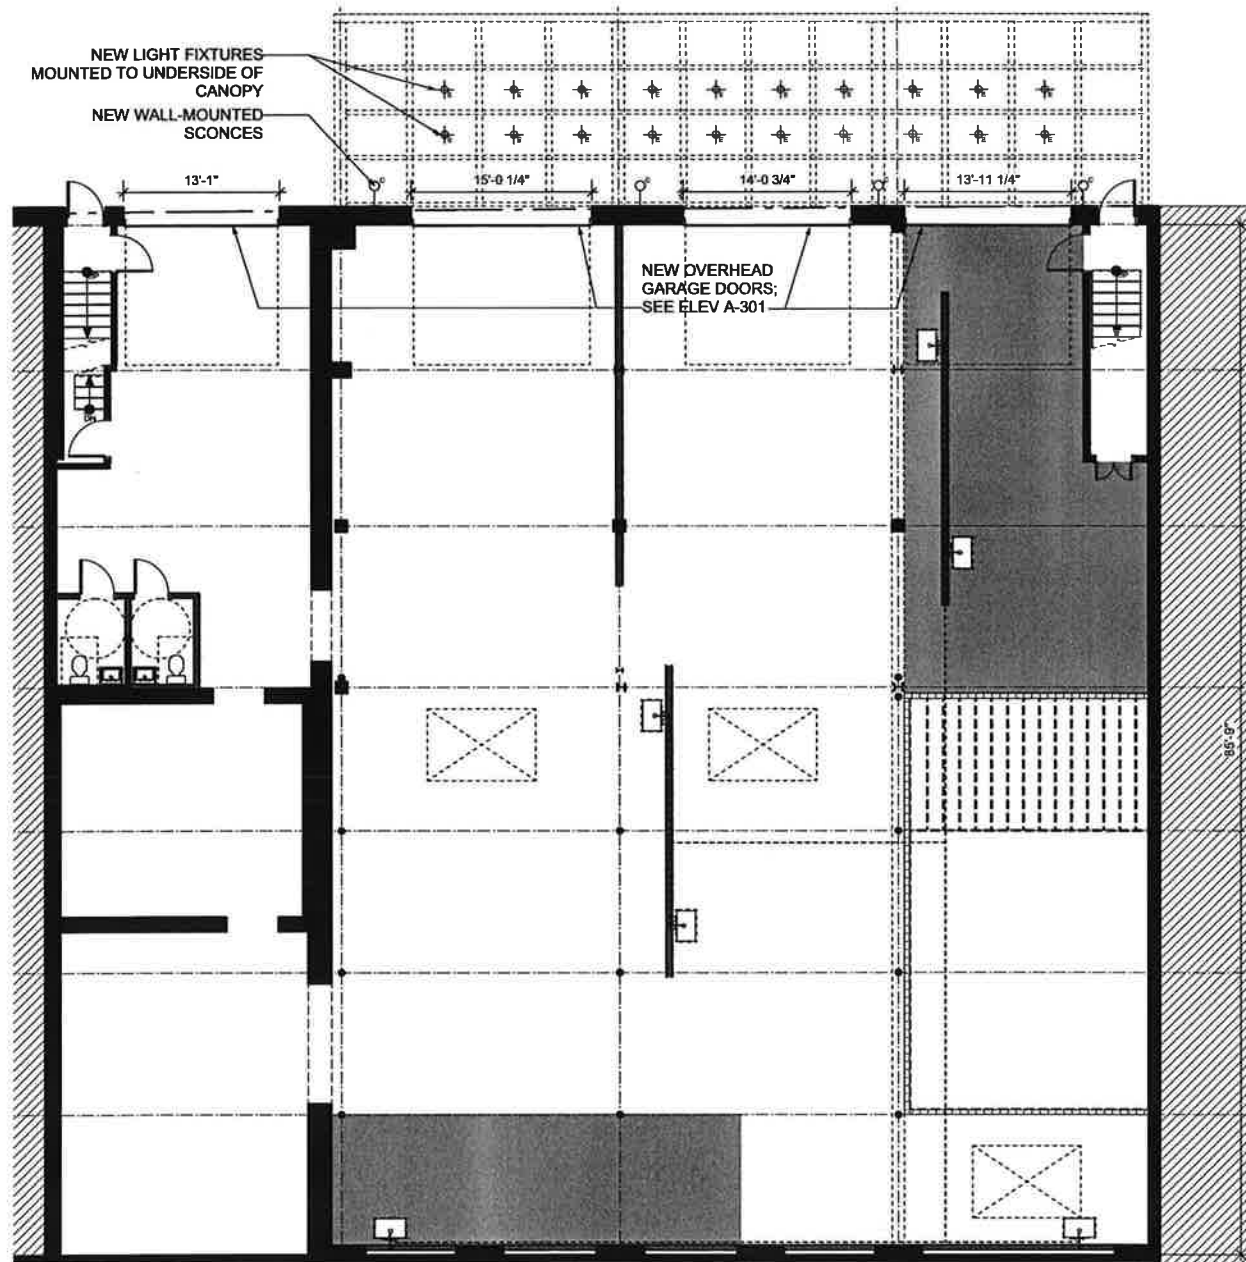 NEW LIGHT FIXTURES
MOUNTED TO UNDERSIDE OF
CANOPY
NEW WALL-MOUNTED
SCONCES
13'-1"
15'-0 1/4"
14'-0 3/4"
13'-11 1/4"
NEW OVERHEAD
GARAGE DOORS;
SEE ELEV A-301
85'-9"